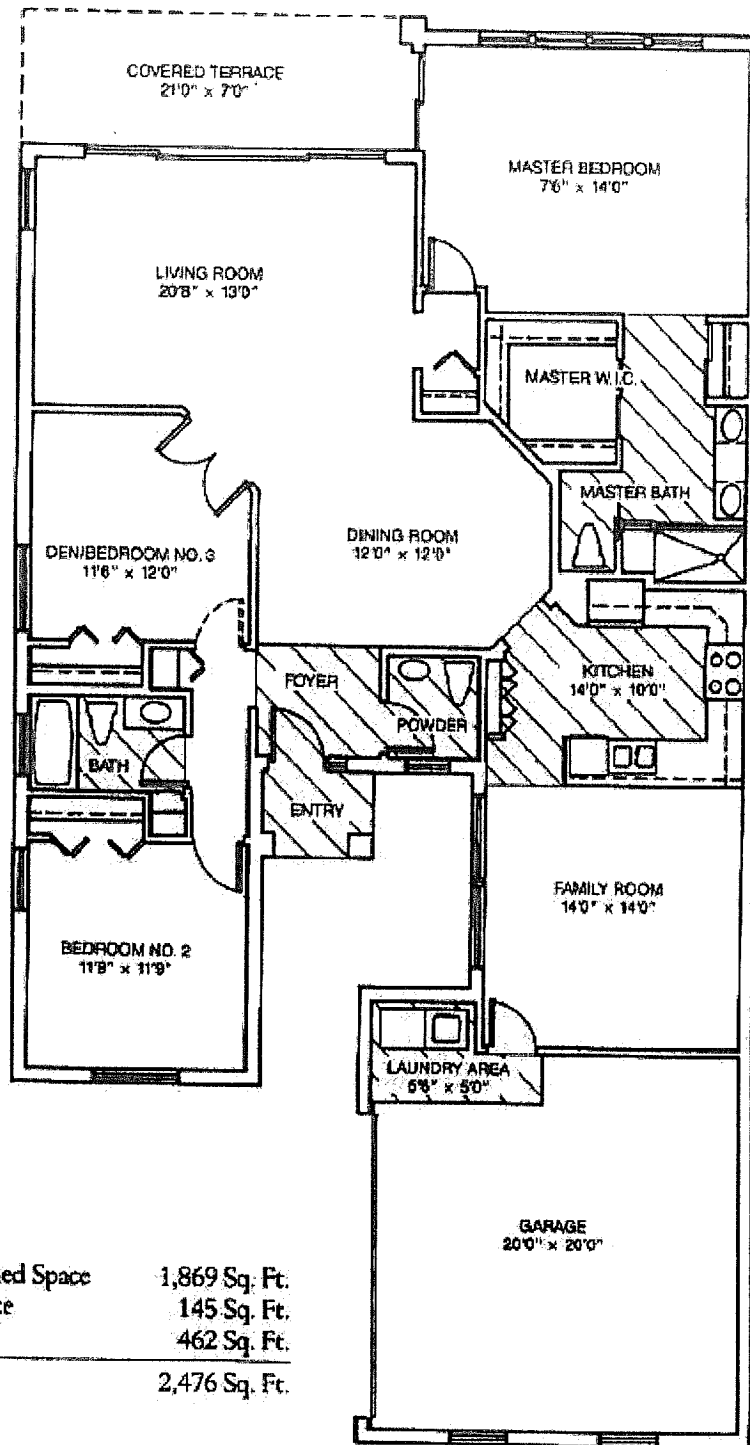 COVERED TERRACE
21'0" x 7'0"
MASTER BEDROOM
7'6" x 14'0"
LIVING ROOM
20'8" x 13'0"
MASTER W.I.C.
MASTER BATH
DEN/BEDROOM NO. 3
11'6" x 12'0"
DINING ROOM
12'0" x 12'0"
FOYER
POWDER
KITCHEN
14'0" x 10'0"
BATH
ENTRY
FAMILY ROOM
14'0" x 14'0"
BEDROOM NO. 2
11'9" x 11'9"
LAUNDRY AREA
5'6" x 5'0"
GARAGE
20'0" x 20'0"
ed Space 1,869 Sq. Ft.
ce 145 Sq. Ft.
462 Sq. Ft.
2,476 Sq. Ft.